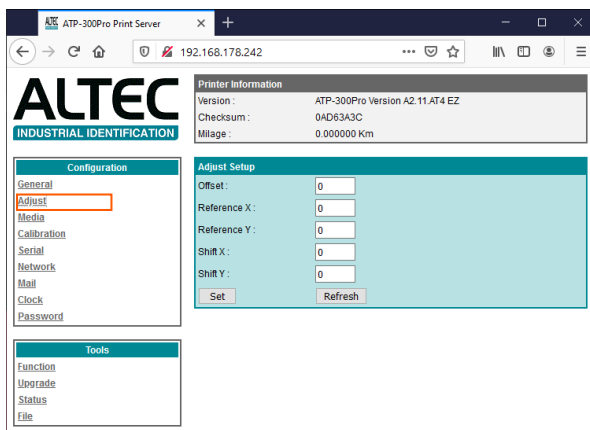 ATP-300Pro Print Server
92.168.178.242
ALTEC
INDUSTRIAL IDENTIFICATION
Printer Information
Version : ATP-300Pro Version A2.11.AT4 EZ
Checksum : 0AD63A3C
Milage : 0.000000 Km
Configuration
General
Adjust
Media
Calibration
Serial
Network
Mail
Clock
Password
Tools
Function
Upgrade
Status
File
Adjust Setup
Offset : 0
Reference X : 0
Reference Y : 0
Shift X : 0
Shift Y : 0
Set Refresh